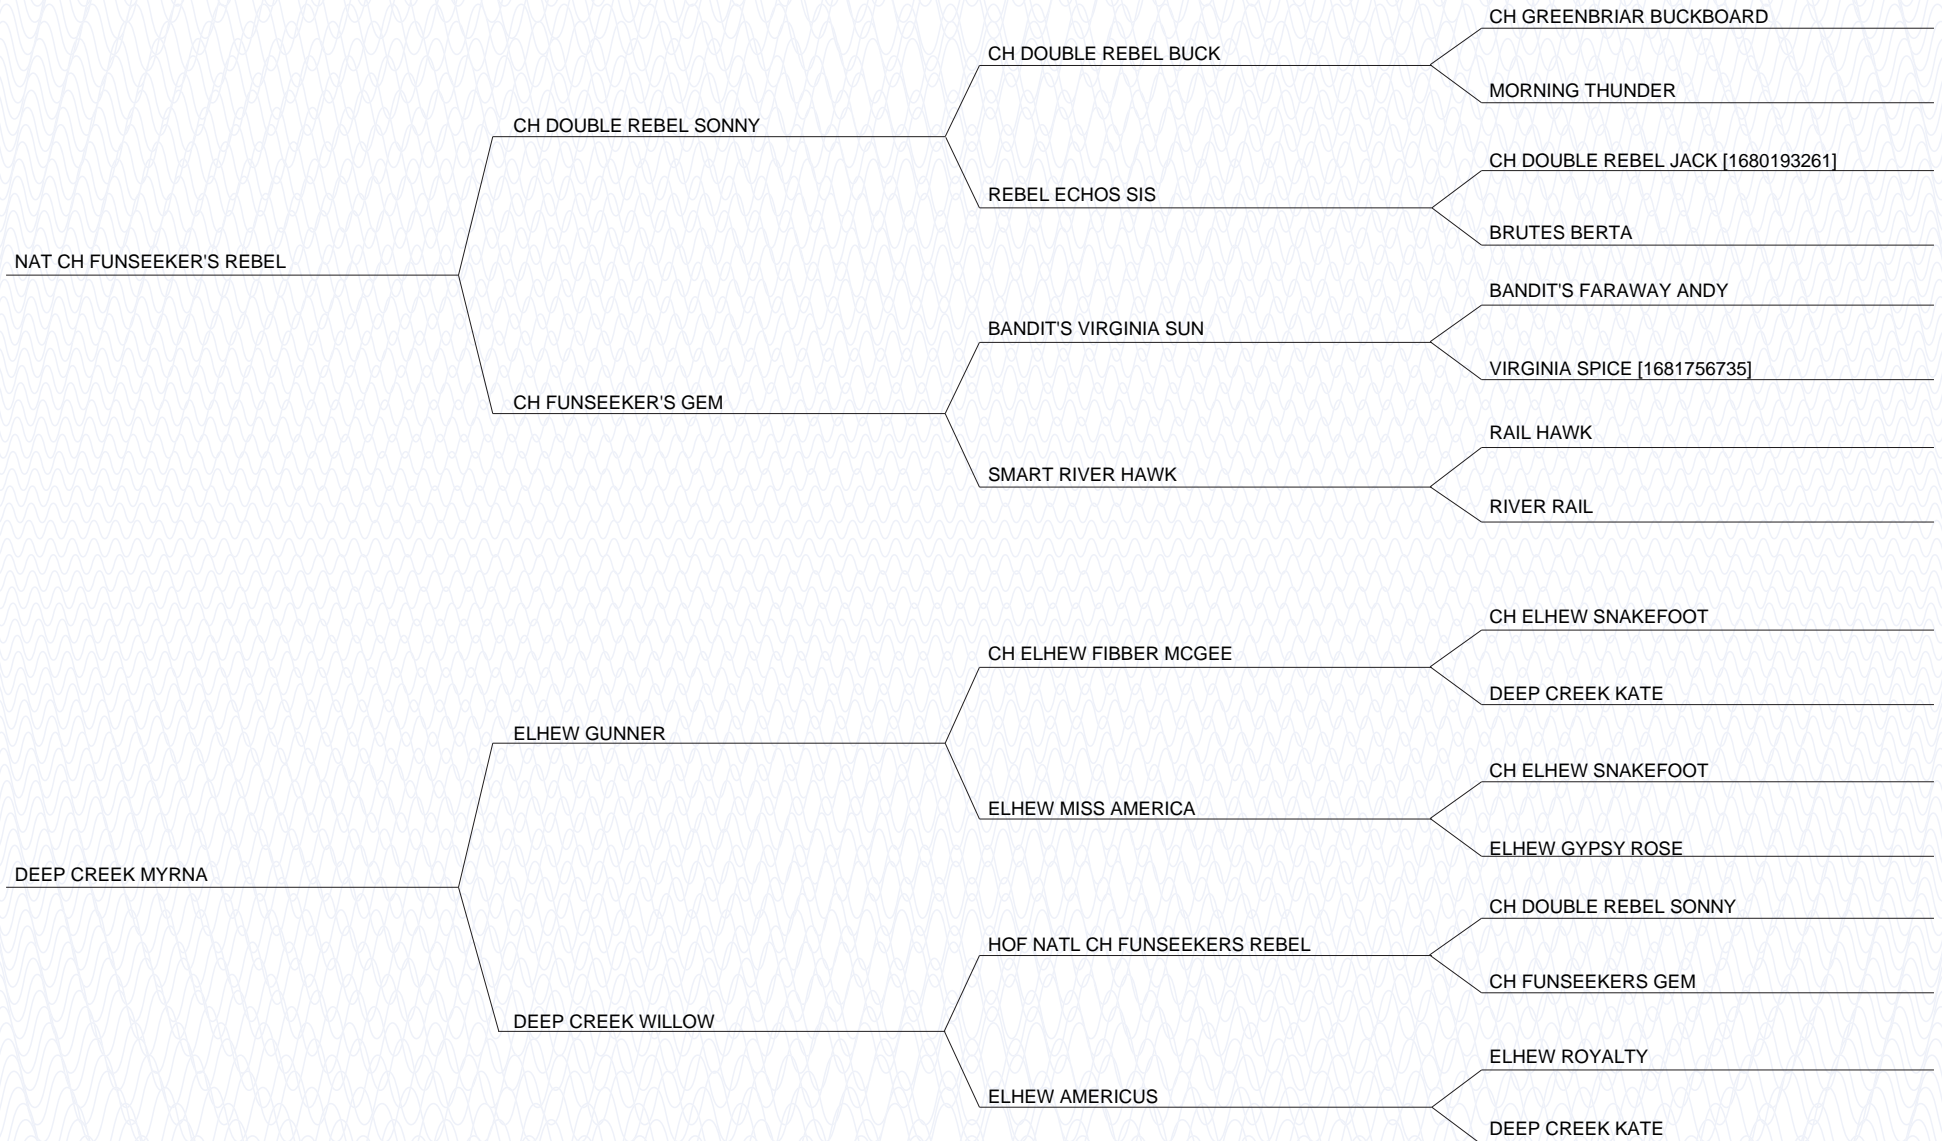 CH GREENBRIAR BUCKBOARD
CH DOUBLE REBEL BUCK
MORNING THUNDER
CH DOUBLE REBEL SONNY
CH DOUBLE REBEL JACK [1680193261]
REBEL ECHOS SIS
BRUTES BERTA
NAT CH FUNSEEKER'S REBEL
BANDIT'S FARAWAY ANDY
BANDIT'S VIRGINIA SUN
VIRGINIA SPICE [1681756735]
CH FUNSEEKER'S GEM
RAIL HAWK
SMART RIVER HAWK
RIVER RAIL
CH ELHEW SNAKEFOOT
CH ELHEW FIBBER MCGEE
DEEP CREEK KATE
ELHEW GUNNER
CH ELHEW SNAKEFOOT
ELHEW MISS AMERICA
ELHEW GYPSY ROSE
DEEP CREEK MYRNA
CH DOUBLE REBEL SONNY
HOF NATL CH FUNSEEKERS REBEL
CH FUNSEEKERS GEM
DEEP CREEK WILLOW
ELHEW ROYALTY
ELHEW AMERICUS
DEEP CREEK KATE